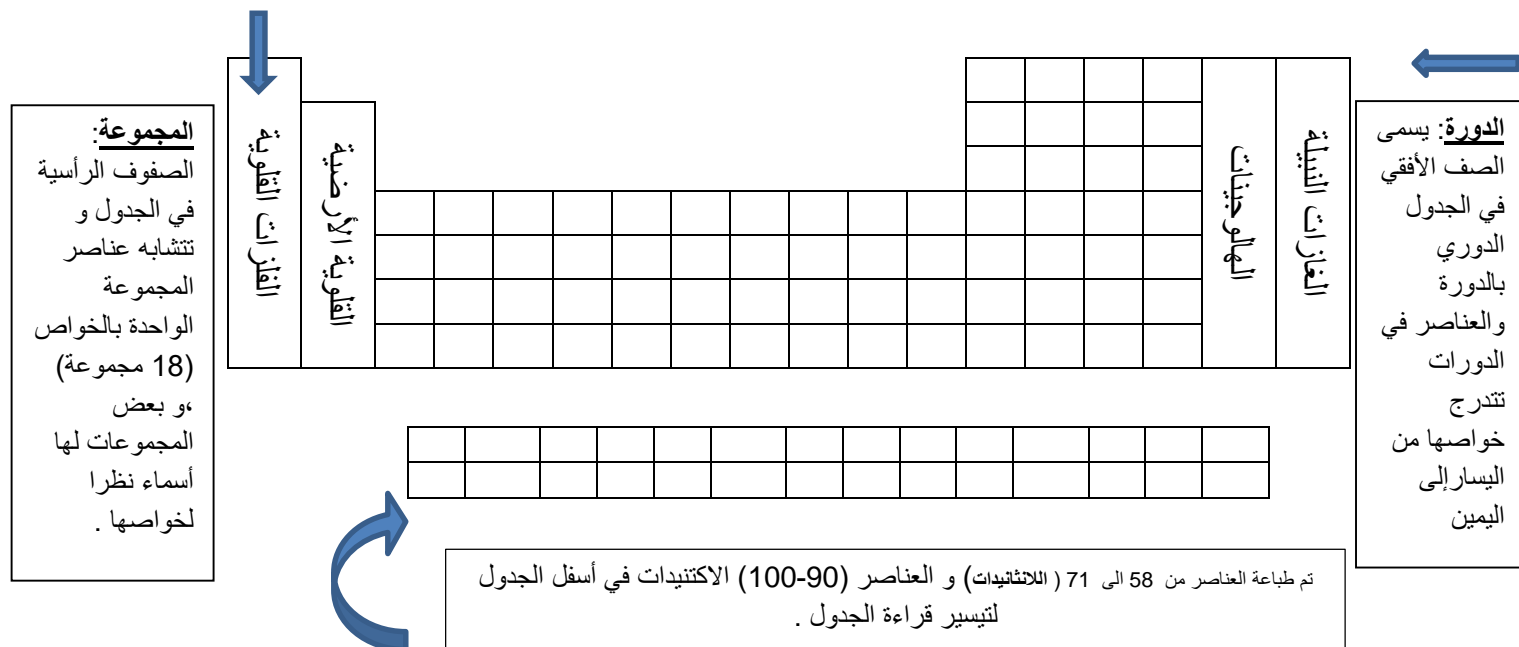 الدورة: يسمى
الصف الأفقي
في الجدول
الدوري
بالدورة
والعناصر في
الدورات
تتدرج
خواصها من
اليسارإلى
اليمين
الغازات النبيلة
الهالوجينات
القلوية الأرضية
الفلزات القلوية
المجموعة:
الصفوف الرأسية
في الجدول و
تتشابه عناصر
المجموعة
الواحدة بالخواص
(18 مجموعة)
،و بعض
المجموعات لها
أسماء نظرا
لخواصها .
تم طباعة العناصر من 58 الى 71 ( اللانثانيدات) و العناصر (90-100) الاكتنيدات في أسفل الجدول
لتيسير قراءة الجدول .